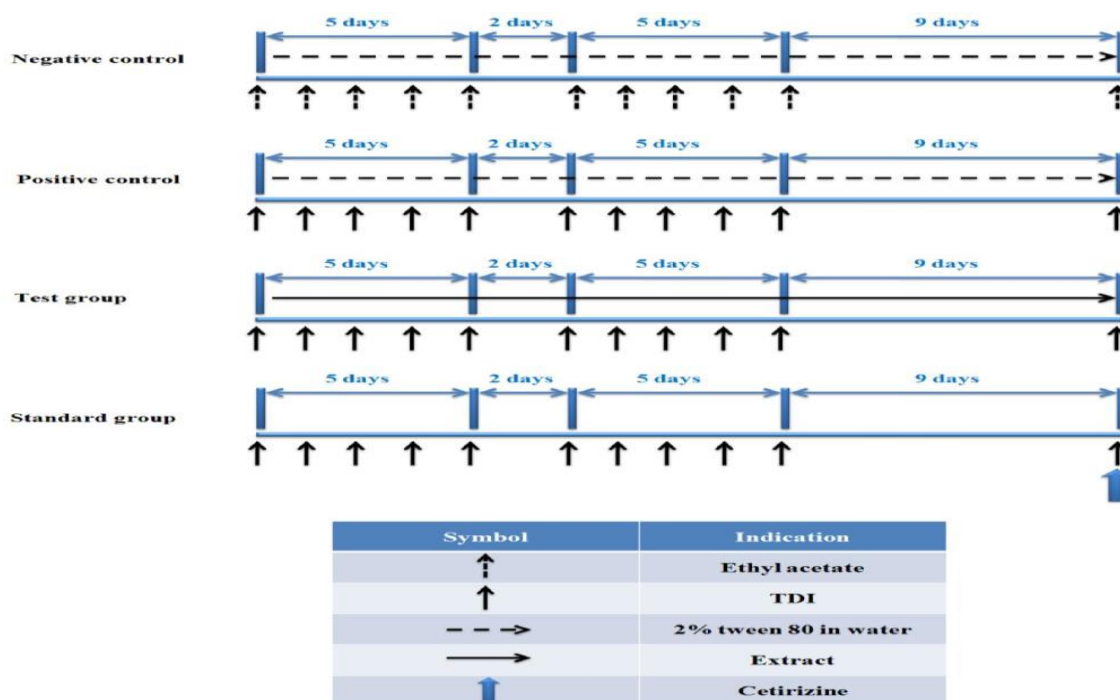 5 days 2 days 5 days 9 days
Negative control
5 days 2 days 5 days 9 days
Positive control
5 days 2 days 5 days 9 days
Test group
5 days 2 days 5 days 9 days
Standard group
Symbol Indication
Ethyl acetate
TDI
2% tween 80 in water
Extract
Cetirizine